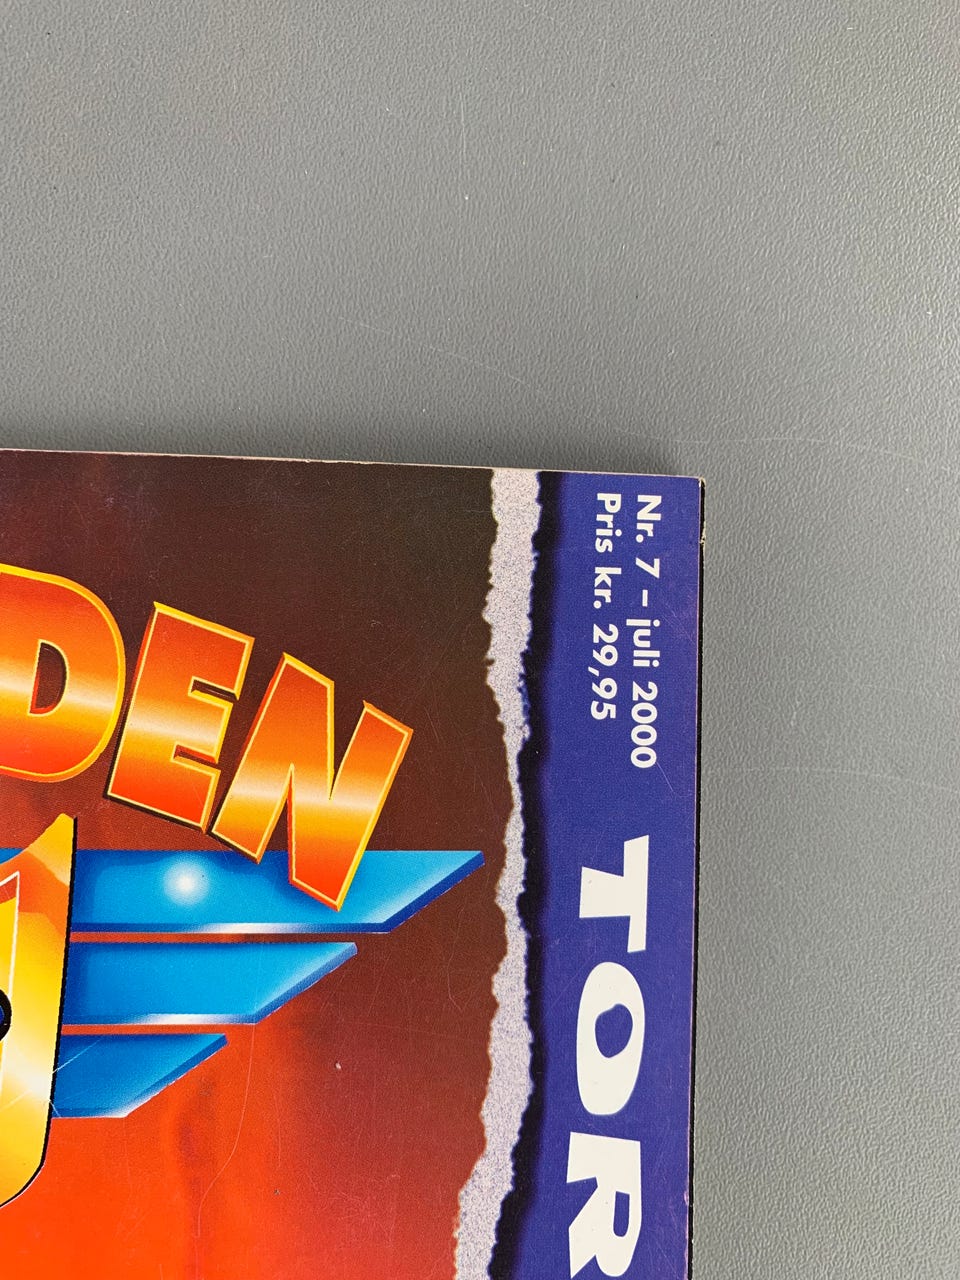 DEN
Nr. 7 – juli 2000
Pris kr. 29,95
TOR